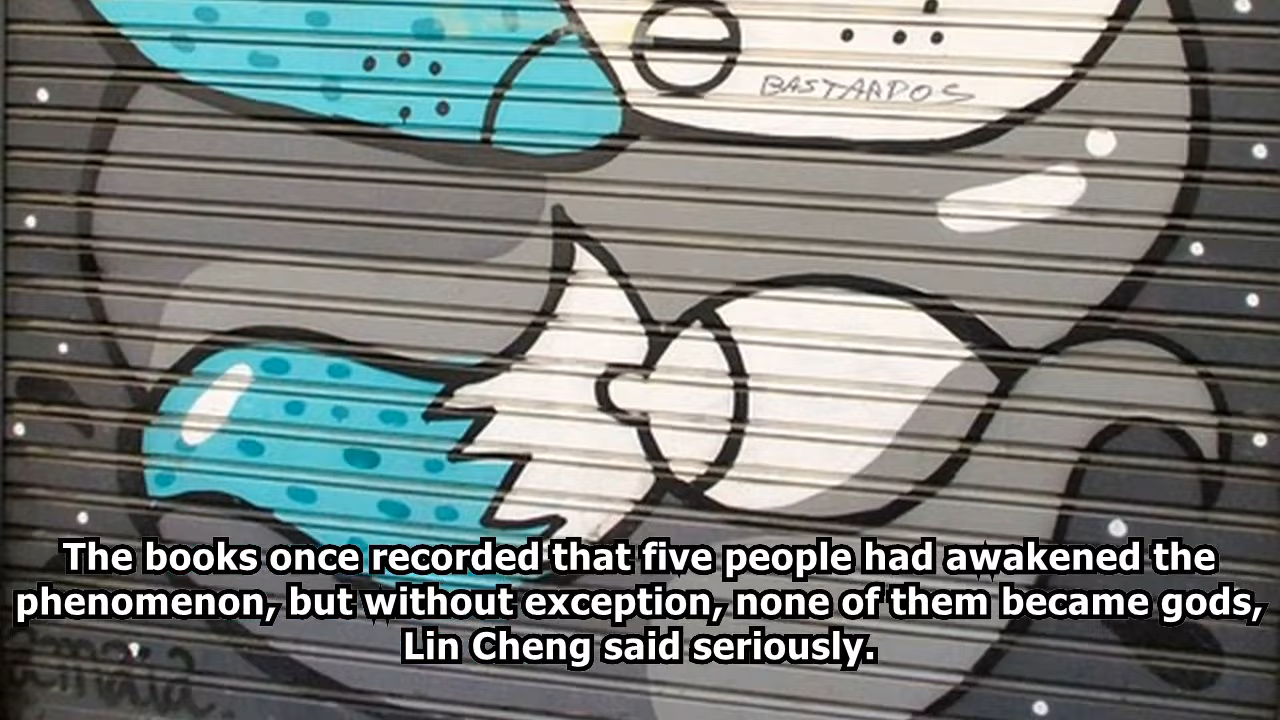 BASTARDOS
The books once recorded that five people had awakened the
phenomenon, but without exception, none of them became gods,
Lin Cheng said seriously.